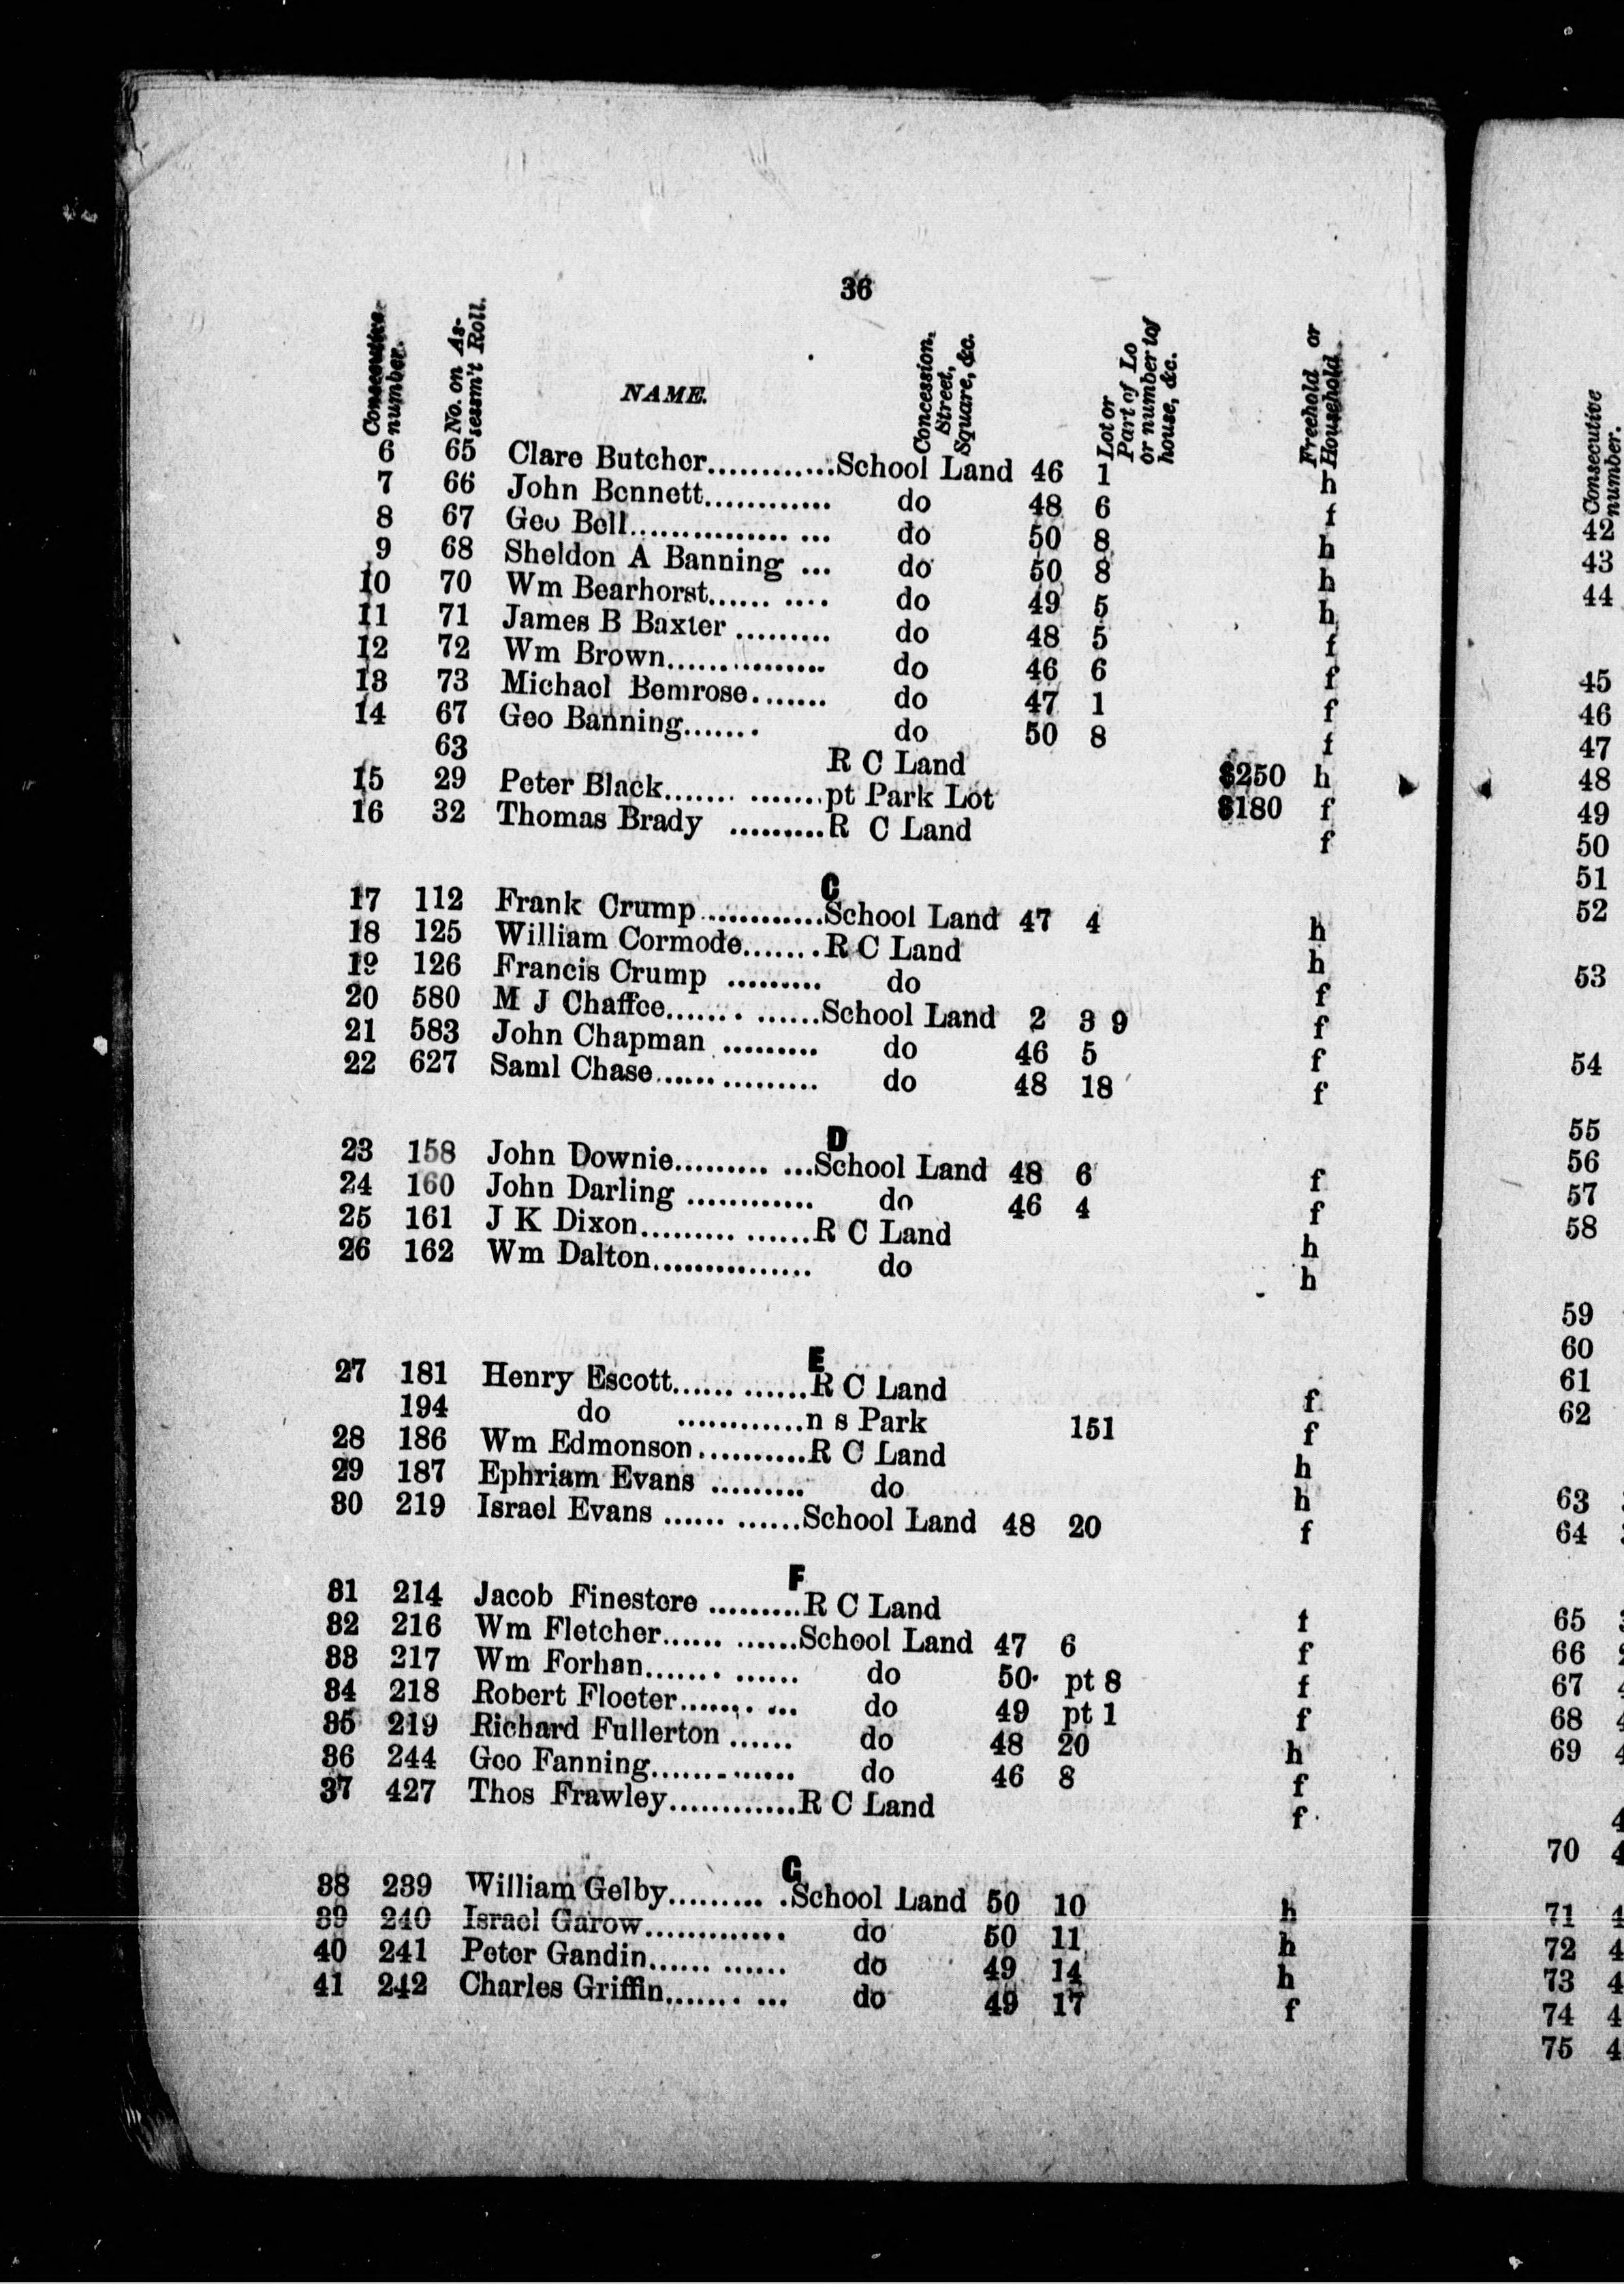 36
Consecutive number.
No. on As-sessm't Roll.
NAME.
Concession, Street, Square, &c.
Lot or Part of Lo or number tof house, &c.
Freehold or Household.
6 65 Clare Butcher............School Land 46 1 h
7 66 John Bennett............ do 48 6 f
8 67 Geo Bell............... ... do 50 8 h
9 68 Sheldon A Banning ... do 50 8 h
10 70 Wm Bearhorst...... .... do 49 5 h
11 71 James B Baxter ......... do 48 5 f
12 72 Wm Brown............... do 46 6 f
13 73 Michael Bemrose....... do 47 1 f
14 67 Geo Banning....... do 50 8 f
63 R C Land $250 h
15 29 Peter Black....... .......pt Park Lot $180 f
16 32 Thomas Brady .........R C Land f
C
17 112 Frank Crump............School Land 47 4 h
18 125 William Cormode.......R C Land h
19 126 Francis Crump ......... do f
20 580 M J Chaffee....... ......School Land 2 3 9 f
21 583 John Chapman ......... do 46 5 f
22 627 Saml Chase............... do 48 18 f
D
23 158 John Downie......... ...School Land 48 6 f
24 160 John Darling ............ do 46 4 f
25 161 J K Dixon......... ......R C Land h
26 162 Wm Dalton............... do h
E
27 181 Henry Escott...... ......R C Land f
194 do ............n s Park 151 f
28 186 Wm Edmonson...........R C Land h
29 187 Ephriam Evans ......... do h
30 219 Israel Evans ...... ......School Land 48 20 f
F
31 214 Jacob Finestere .........R C Land f
32 216 Wm Fletcher...... ......School Land 47 6 f
33 217 Wm Forhan....... ...... do 50 pt 8 f
34 218 Robert Floeter....... ... do 49 pt 1 f
35 219 Richard Fullerton ...... do 48 20 h
36 244 Geo Fanning............. do 46 8 f
37 427 Thos Frawley............R C Land f
G
38 239 William Gelby......... .School Land 50 10 h
39 240 Israel Garow............. do 50 11 h
40 241 Peter Gandin...... ...... do 49 14 h
41 242 Charles Griffin....... ... do 49 17 f
Consecutive number.
42
43
44
45
46
47
48
49
50
51
52
53
54
55
56
57
58
59
60
61
62
63
64
65
66
67
68
69
70
71
72
73
74
75